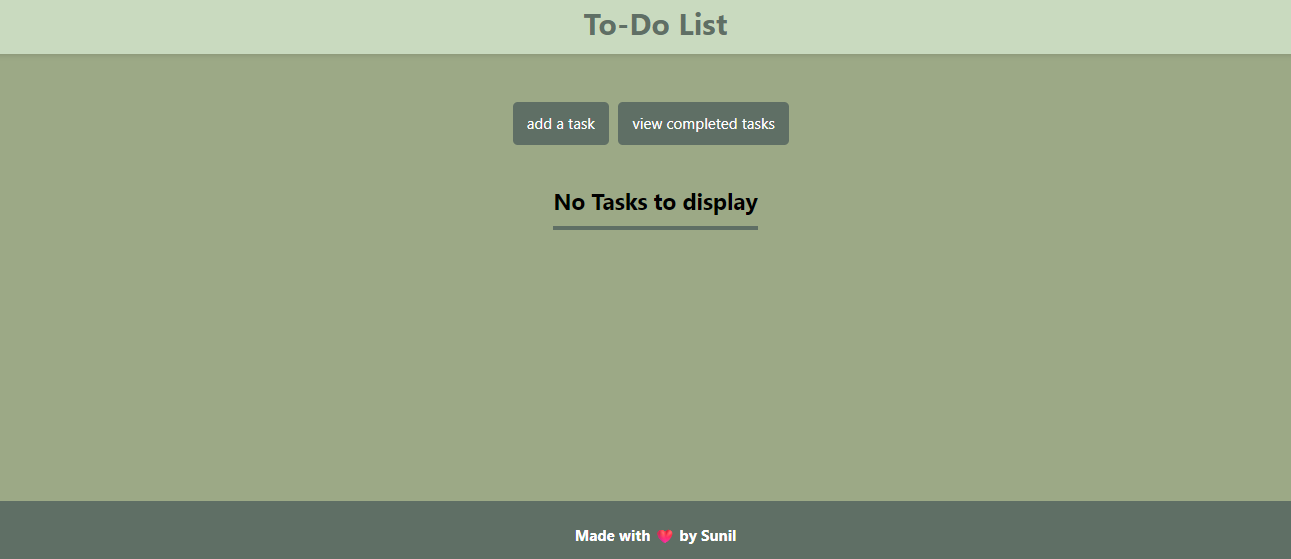 To-Do List
add a task view completed tasks
No Tasks to display
Made with 💗 by Sunil